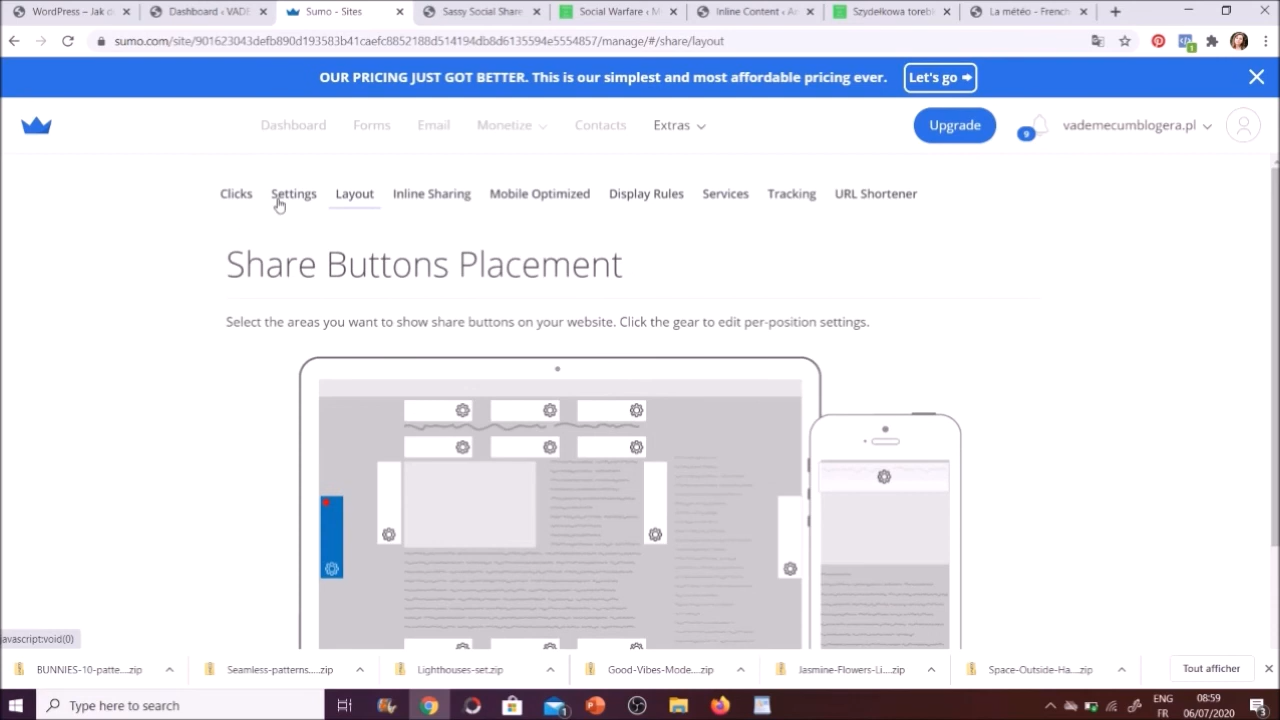 WordPress – Jak d
Dashboard ‹ VADE
Sumo - Sites
Sassy Social Share
Social Warfare ‹ M
Inline Content ‹ A
Szydełkowa toreb
La météo - French
sumo.com/site/901623043defb890d193583b41caefc8852188d514194db8d6135594e5554857/manage/#/share/layout
1
OUR PRICING JUST GOT BETTER. This is our simplest and most affordable pricing ever.
Let's go
Dashboard
Forms
Email
Monetize
Contacts
Extras
Upgrade
9
vademecumblogera.pl
Clicks
Settings
Layout
Inline Sharing
Mobile Optimized
Display Rules
Services
Tracking
URL Shortener
Share Buttons Placement
Select the areas you want to show share buttons on your website. Click the gear to edit per-position settings.
javascript:void(0)
BUNNIES-10-patte....zip
Seamless-patterns....zip
Lighthouses-set.zip
Good-Vibes-Mode....zip
Jasmine-Flowers-Li....zip
Space-Outside-Ha....zip
Tout afficher
Type here to search
1
ENG
FR
08:59
06/07/2020
3